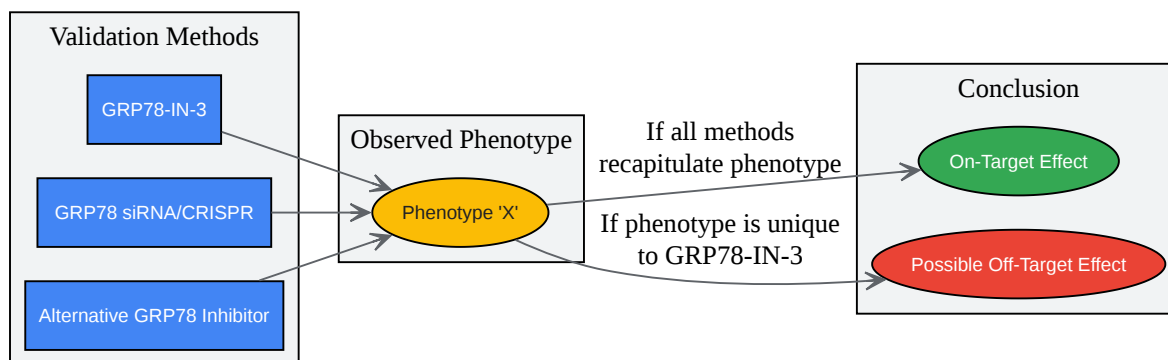 Validation Methods
GRP78-IN-3
GRP78 siRNA/CRISPR
Alternative GRP78 Inhibitor
Observed Phenotype
Phenotype 'X'
If all methods
recapitulate phenotype
If phenotype is unique
to GRP78-IN-3
Conclusion
On-Target Effect
Possible Off-Target Effect